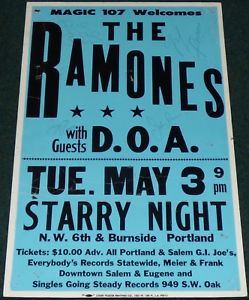 MAGIC 107 Welcomes
THE
RAMONES
with
Guests D.O.A.
TUE. MAY 3 9 pm
STARRY NIGHT
N.W. 6th & Burnside Portland
Tickets: $10.00 Adv. All Portland & Salem G.I. Joe's,
Everybody's Records Statewide, Meier & Frank
Downtown Salem & Eugene and
Singles Going Steady Records 949 S.W. Oak